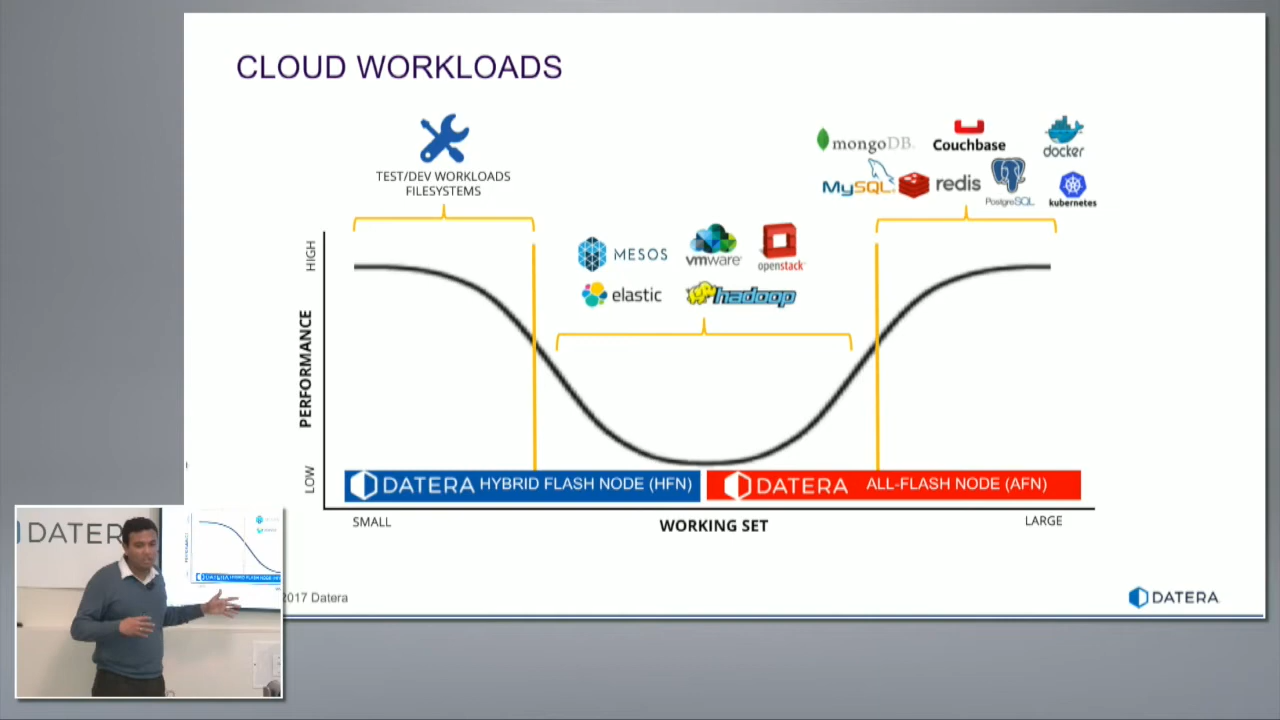 CLOUD WORKLOADS
TEST/DEV WORKLOADS
FILESYSTEMS
mongoDB
Couchbase
docker
MySQL
redis
PostgreSQL
kubernetes
MESOS
vmware
openstack
elastic
hadoop
HIGH
PERFORMANCE
LOW
DATERA HYBRID FLASH NODE (HFN)
DATERA ALL-FLASH NODE (AFN)
SMALL
WORKING SET
LARGE
2017 Datera
DATERA
DATER